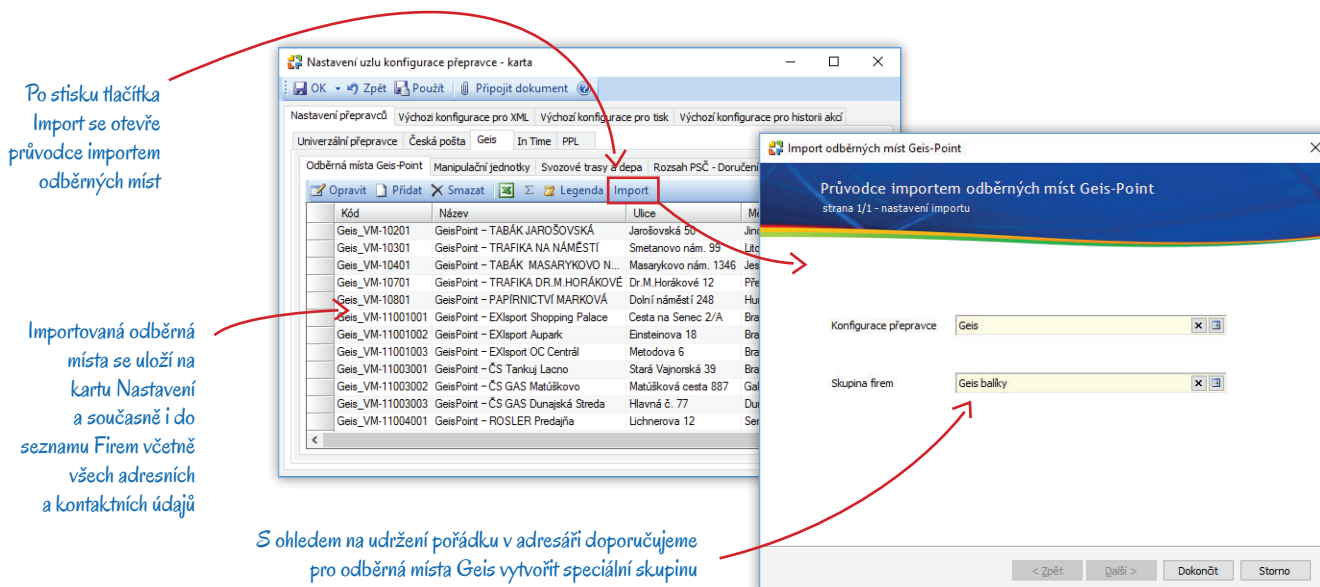 Po stisku tlačítka
Import se otevře
průvodce importem
odběrných míst
Importovaná odběrná
místa se uloží na
kartu Nastavení
a současně i do
seznamu Firem včetně
všech adresních
a kontaktních údajů
Nastavení uzlu konfigurace přepravce - karta
OK Zpět Použít Připojit dokument
Nastavení přepravců Výchozí konfigurace pro XML Výchozí konfigurace pro tisk Výchozí konfigurace pro historii akcí
Univerzální přepravce Česká pošta Geis In Time PPL
Odběrná místa Geis-Point Manipulační jednotky Svozové trasy a depa Rozsah PSČ - Doručení
Opravit Přidat Smazat Σ Legenda Import
Kód Název Ulice
Geis_VM-10201 GeisPoint – TABÁK JAROŠOVSKÁ Jarošovská 50
Geis_VM-10301 GeisPoint – TRAFIKA NA NÁMĚSTÍ Smetanovo nám. 99
Geis_VM-10401 GeisPoint – TABÁK MASARYKOVO N... Masarykovo nám. 1346
Geis_VM-10701 GeisPoint – TRAFIKA DR.M.HORÁKOVÉ Dr.M.Horákové 12
Geis_VM-10801 GeisPoint – PAPÍRNICTVÍ MARKOVÁ Dolní náměstí 248
Geis_VM-11001001 GeisPoint – EXIsport Shopping Palace Cesta na Senec 2/A
Geis_VM-11001002 GeisPoint – EXIsport Aupark Einsteinova 18
Geis_VM-11001003 GeisPoint – EXIsport OC Centrál Metodova 6
Geis_VM-11003001 GeisPoint – ČS Tankuj Lacno Stará Vajnorská 39
Geis_VM-11003002 GeisPoint – ČS GAS Matúškovo Matúšková cesta 887
Geis_VM-11003003 GeisPoint – ČS GAS Dunajská Streda Hlavná č. 77
Geis_VM-11004001 GeisPoint – ROSLER Predajňa Lichnerova 12
Import odběrných míst Geis-Point
Průvodce importem odběrných míst Geis-Point
strana 1/1 - nastavení importu
Konfigurace přepravce Geis
Skupina firem Geis balíky
< Zpět Další > Dokončit Storno
S ohledem na udržení pořádku v adresáři doporučujeme
pro odběrná místa Geis vytvořit speciální skupinu